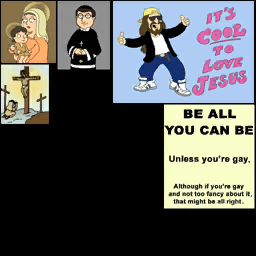 IT'S
COOL
TO
LOVE
JESUS
BE ALL
YOU CAN BE
Unless you're gay.
Although if you're gay
and not too fancy about it,
that might be all right.